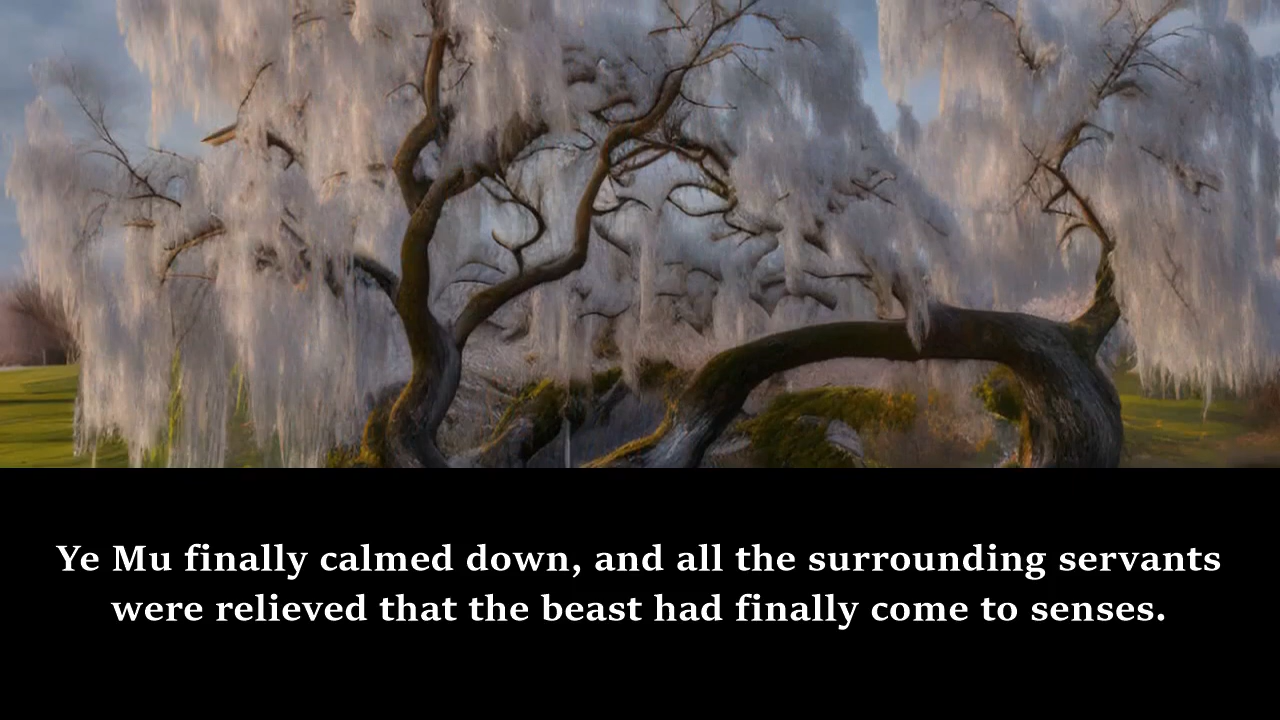 Ye Mu finally calmed down, and all the surrounding servants
were relieved that the beast had finally come to senses.